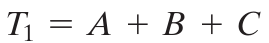 T₁ = A + B + C